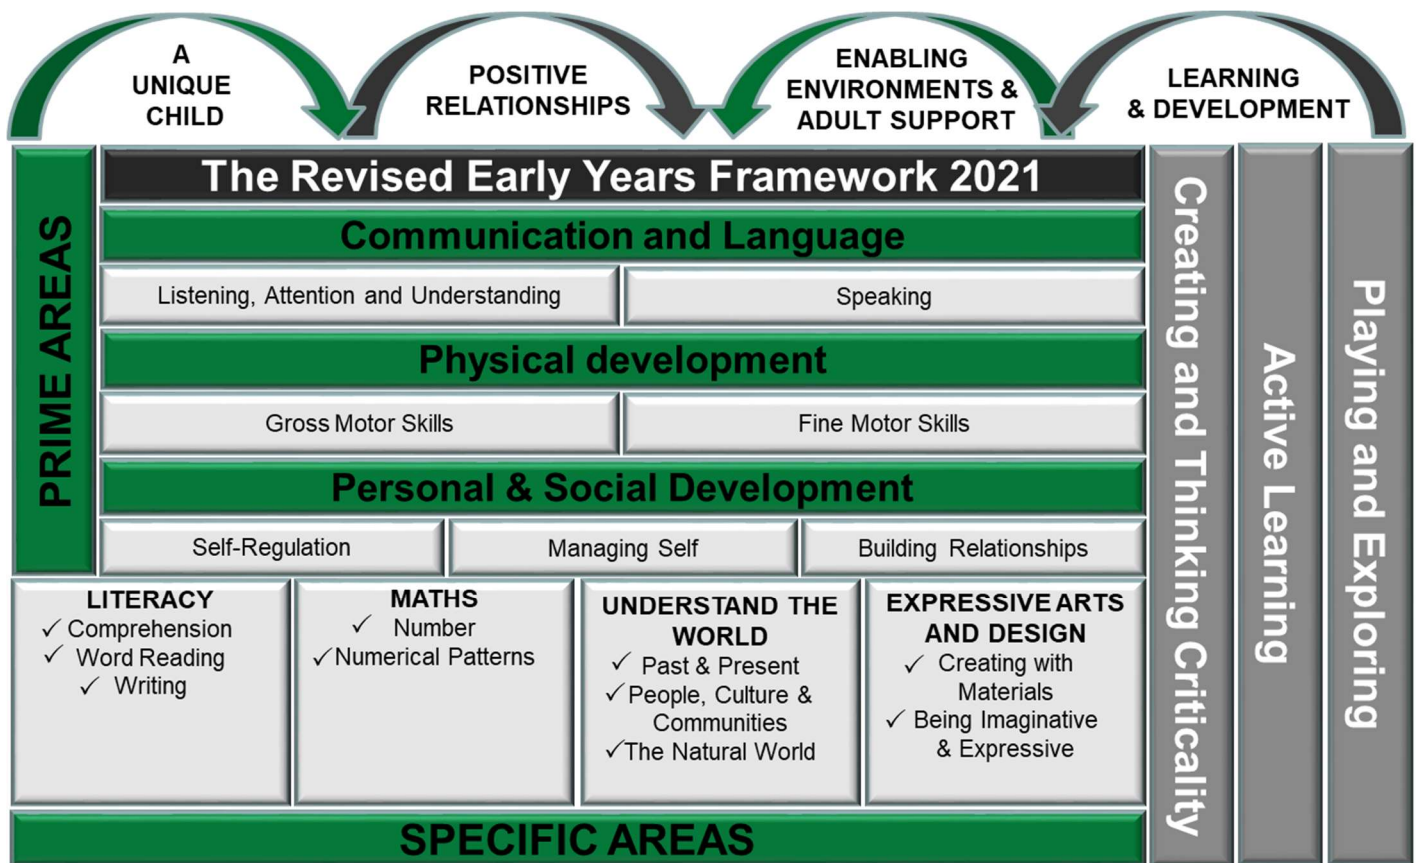 A
UNIQUE
CHILD
POSITIVE
RELATIONSHIPS
ENABLING
ENVIRONMENTS &
ADULT SUPPORT
LEARNING
& DEVELOPMENT
PRIME AREAS
The Revised Early Years Framework 2021
Communication and Language
Listening, Attention and Understanding
Speaking
Physical development
Gross Motor Skills
Fine Motor Skills
Personal & Social Development
Self-Regulation
Managing Self
Building Relationships
LITERACY
✓ Comprehension
✓ Word Reading
✓ Writing
MATHS
✓ Number
✓ Numerical Patterns
UNDERSTAND THE
WORLD
✓ Past & Present
✓ People, Culture &
Communities
✓ The Natural World
EXPRESSIVE ARTS
AND DESIGN
✓ Creating with
Materials
✓ Being Imaginative
& Expressive
SPECIFIC AREAS
Creating and Thinking Criticality
Active Learning
Playing and Exploring